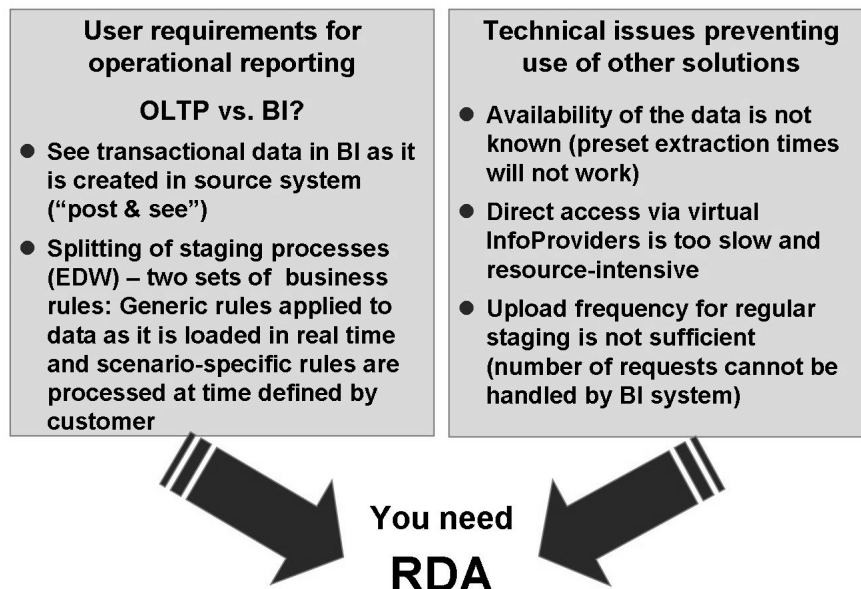 User requirements for
operational reporting
OLTP vs. BI?
● See transactional data in BI as it
is created in source system
(“post & see”)
● Splitting of staging processes
(EDW) – two sets of business
rules: Generic rules applied to
data as it is loaded in real time
and scenario-specific rules are
processed at time defined by
customer
Technical issues preventing
use of other solutions
● Availability of the data is not
known (preset extraction times
will not work)
● Direct access via virtual
InfoProviders is too slow and
resource-intensive
● Upload frequency for regular
staging is not sufficient
(number of requests cannot be
handled by BI system)
You need
RDA